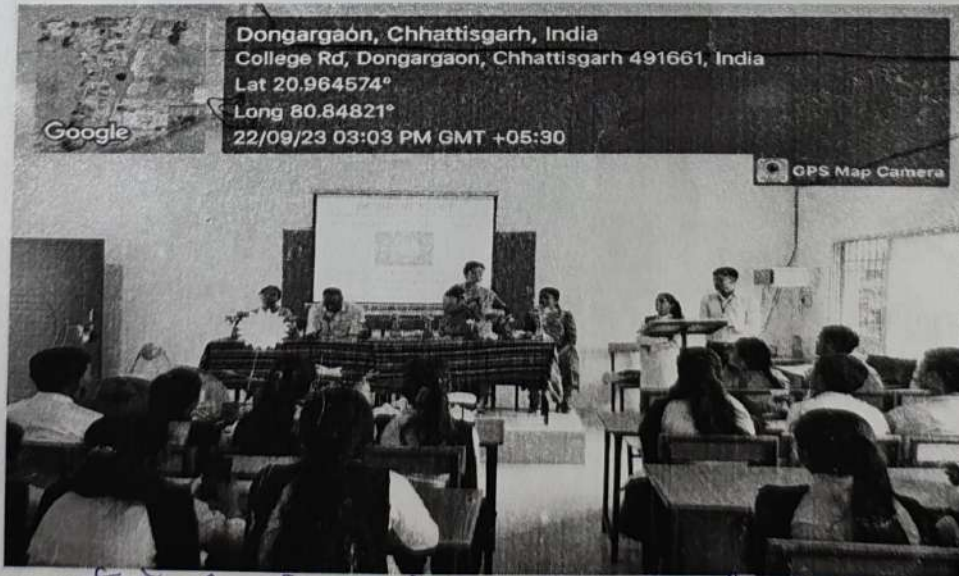 Dongargaon, Chhattisgarh, India
College Rd, Dongargaon, Chhattisgarh 491661, India
Lat 20.964574°
Long 80.84821°
22/09/23 03:03 PM GMT +05:30
Google
GPS Map Camera